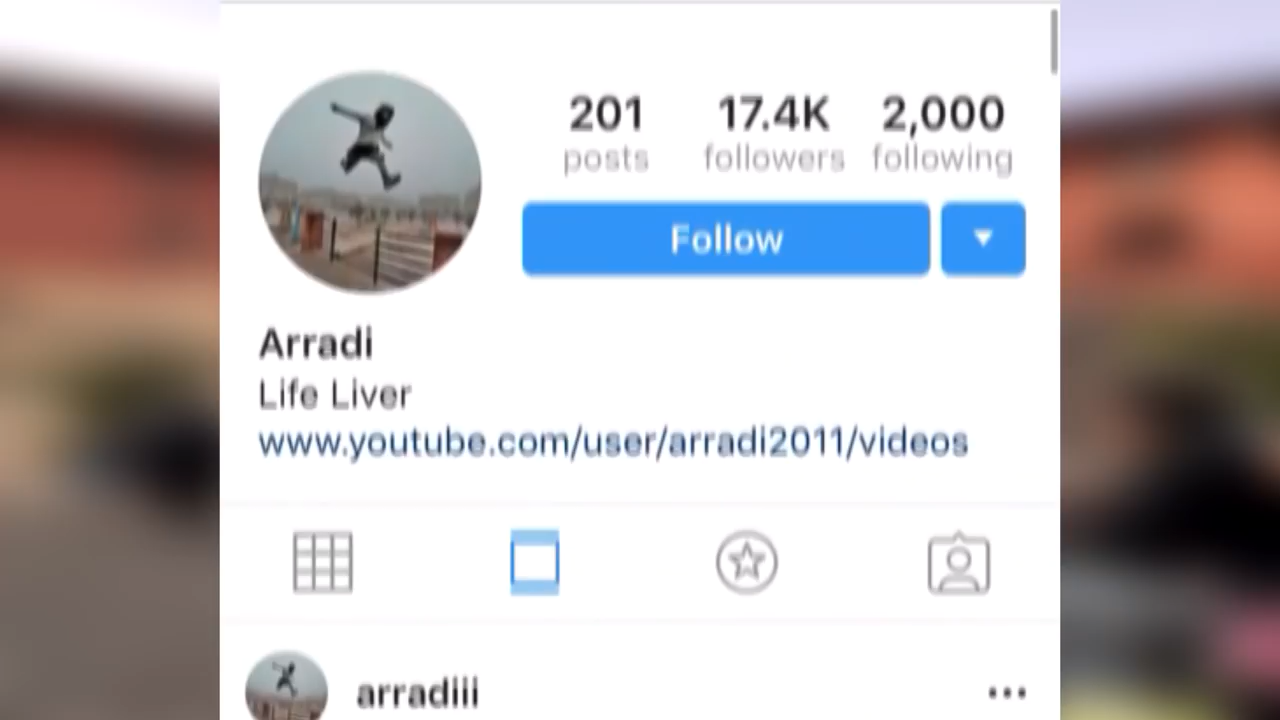 201 17.4K 2,000
posts followers following
Follow
Arradi
Life Liver
www.youtube.com/user/arradi2011/videos
arradiii